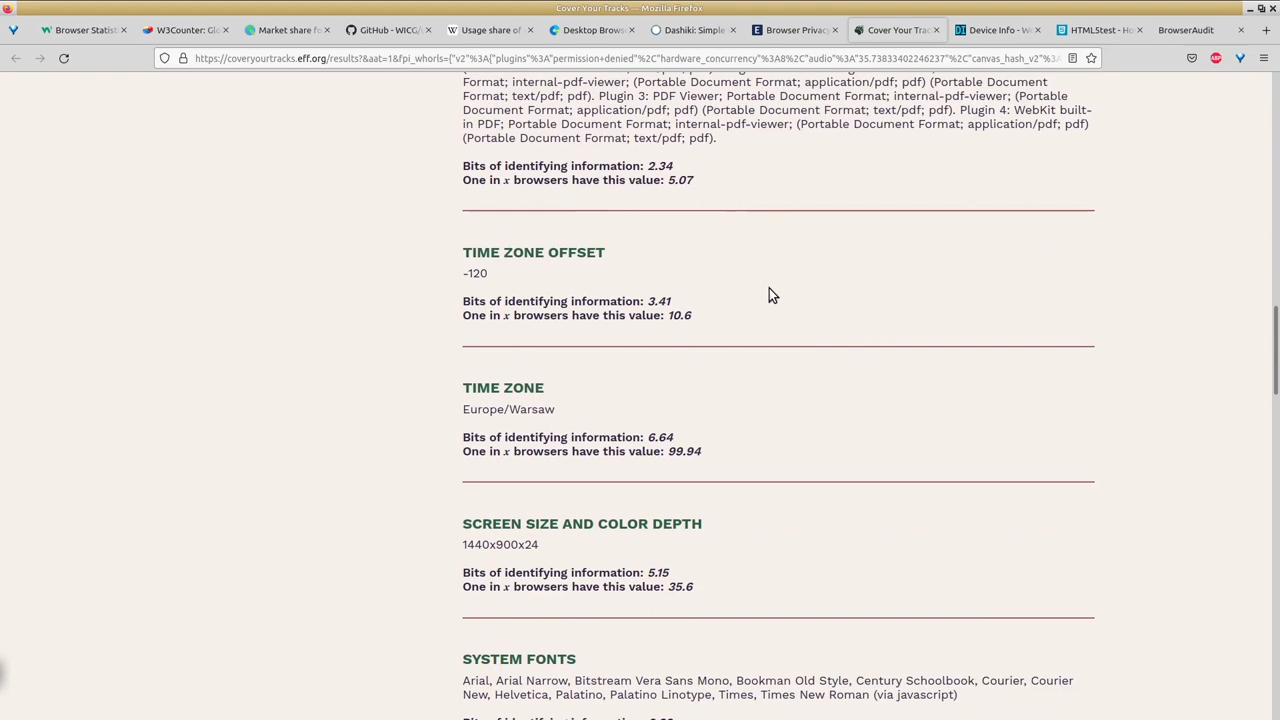 Cover Your Tracks — Mozilla Firefox
Browser Statist
W3Counter: Glo
Market share fo
GitHub - WICG/
Usage share of
Desktop Brows
Dashiki: Simple
Browser Privac
Cover Your Trac
Device Info - We
HTML5test - Ho
BrowserAudit
https://coveryourtracks.eff.org/results?&aat=1&fpi_whorls={"v2"%3A{"plugins"%3A"permission+denied"%2C"hardware_concurrency"%3A8%2C"audio"%3A"35.73833402246237"%2C"canvas_hash_v2"%3A
ABP
Format; internal-pdf-viewer; (Portable Document Format; application/pdf; pdf) (Portable Document
Format; text/pdf; pdf). Plugin 3: PDF Viewer; Portable Document Format; internal-pdf-viewer; (Portable
Document Format; application/pdf; pdf) (Portable Document Format; text/pdf; pdf). Plugin 4: WebKit built-
in PDF; Portable Document Format; internal-pdf-viewer; (Portable Document Format; application/pdf; pdf)
(Portable Document Format; text/pdf; pdf).
Bits of identifying information: 2.34
One in x browsers have this value: 5.07
TIME ZONE OFFSET
-120
Bits of identifying information: 3.41
One in x browsers have this value: 10.6
TIME ZONE
Europe/Warsaw
Bits of identifying information: 6.64
One in x browsers have this value: 99.94
SCREEN SIZE AND COLOR DEPTH
1440x900x24
Bits of identifying information: 5.15
One in x browsers have this value: 35.6
SYSTEM FONTS
Arial, Arial Narrow, Bitstream Vera Sans Mono, Bookman Old Style, Century Schoolbook, Courier, Courier
New, Helvetica, Palatino, Palatino Linotype, Times, Times New Roman (via javascript)